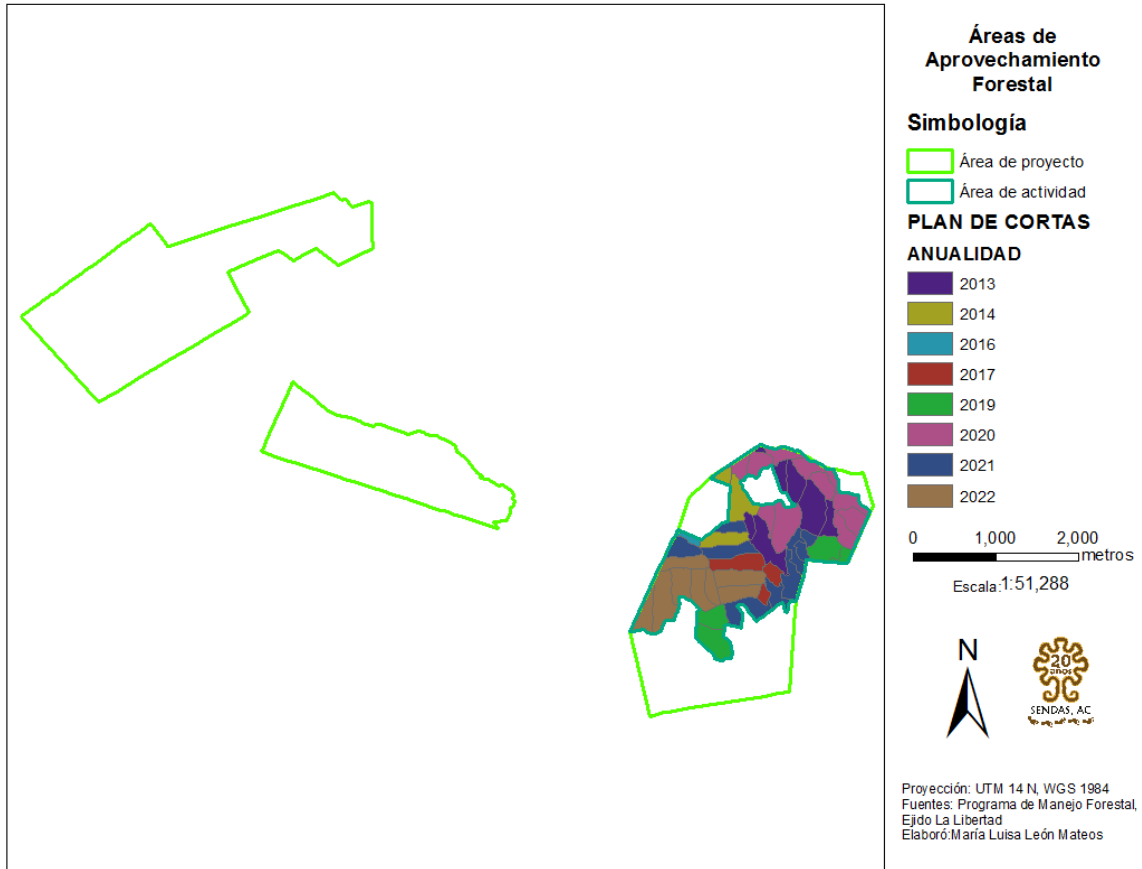 Áreas de
Aprovechamiento
Forestal
Simbología
Área de proyecto
Área de actividad
PLAN DE CORTAS
ANUALIDAD
2013
2014
2016
2017
2019
2020
2021
2022
0 1,000 2,000
metros
Escala:1:51,288
N
20
años
SENDAS, AC
Proyección: UTM 14 N, WGS 1984
Fuentes: Programa de Manejo Forestal,
Ejido La Libertad
Elaboró:María Luisa León Mateos